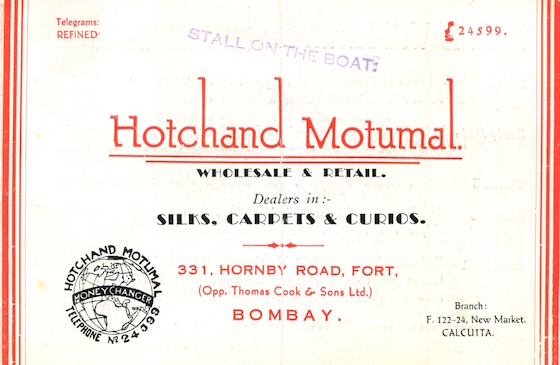 Telegrams:
REFINED
STALL ON THE BOAT.
24599.
Hotchand Motumal.
WHOLESALE & RETAIL.
Dealers in :-
SILKS, CARPETS & CURIOS.
331, HORNBY ROAD, FORT,
(Opp. Thomas Cook & Sons Ltd.)
BOMBAY.
HOTCHAND MOTUMAL
MONEY CHANGER
TELEPHONE Nº 24599
Branch:
F. 122-24, New Market.
CALCUTTA.